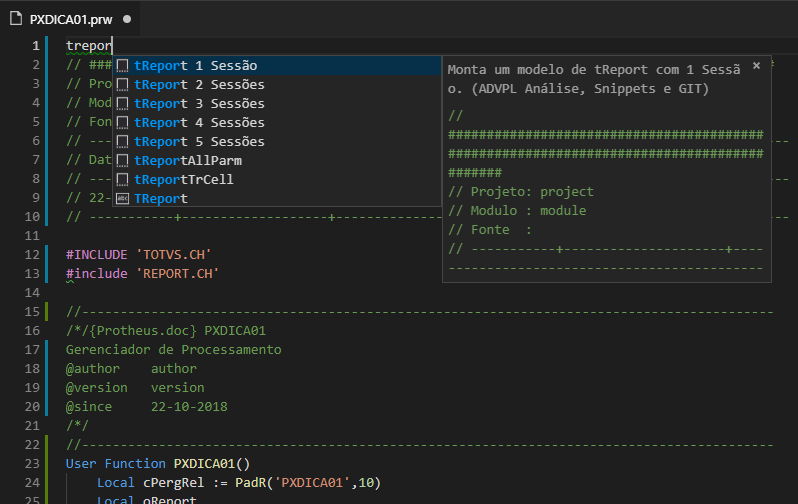 PXDICA01.prw
1 trepor
2 // ###
3 // Pro
4 // Mod
5 // Fon
6 // ---
7 // Dat
8 // ---
9 // 22-
10 // -----------+--------------------+--------------
tReport 1 Sessão
tReport 2 Sessões
tReport 3 Sessões
tReport 4 Sessões
tReport 5 Sessões
tReportAllParm
tReportTrCell
TReport
Monta um modelo de tReport com 1 Sessã
o. (ADVPL Análise, Snippets e GIT)
//
#########################################
#########################################
#######
// Projeto: project
// Modulo : module
// Fonte  :
// -----------+---------------------+----
-----------------------------------------
11
12 #INCLUDE 'TOTVS.CH'
13 #include 'REPORT.CH'
14
15 //------------------------------------------------------------------------------------------
16 /*/{Protheus.doc} PXDICA01
17 Gerenciador de Processamento
18 @author    author
19 @version   version
20 @since     22-10-2018
21 /*/
22 //------------------------------------------------------------------------------------------
23 User Function PXDICA01()
24     Local cPergRel := PadR('PXDICA01',10)
25     Local oReport